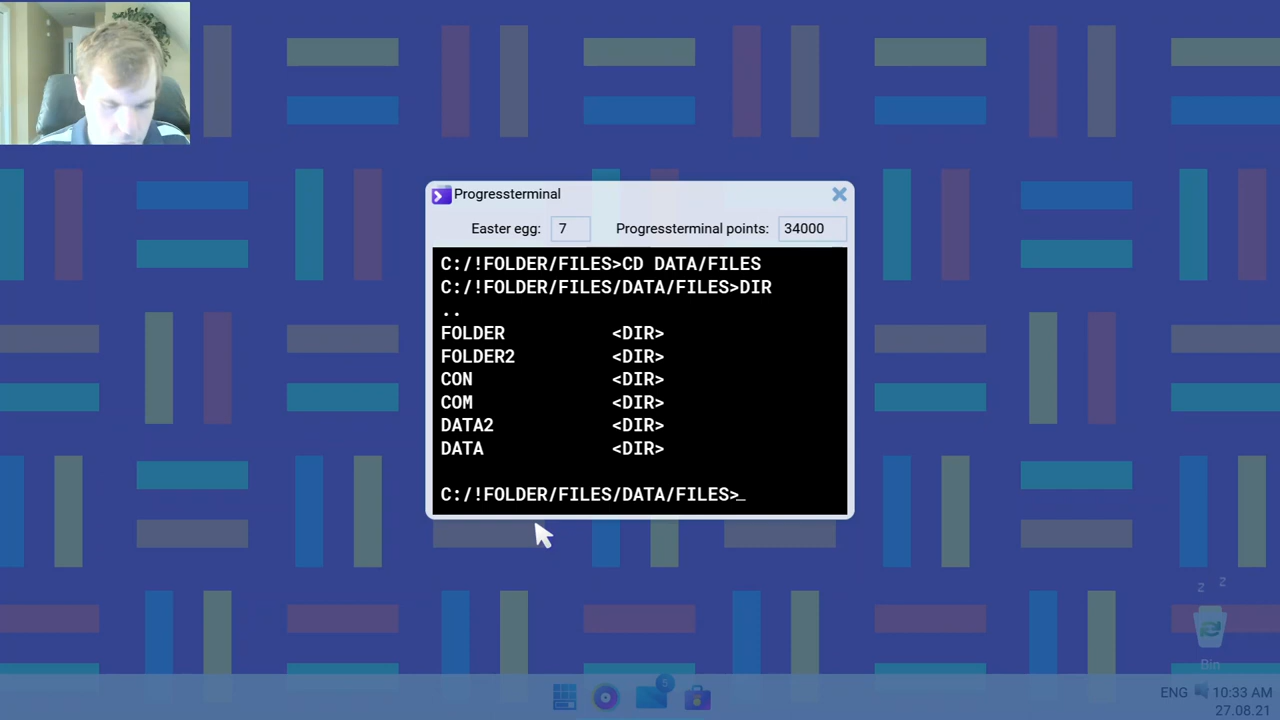 Progressterminal
Easter egg: 7 Progressterminal points: 34000
C:/!FOLDER/FILES>CD DATA/FILES
C:/!FOLDER/FILES/DATA/FILES>DIR
..
FOLDER <DIR>
FOLDER2 <DIR>
CON <DIR>
COM <DIR>
DATA2 <DIR>
DATA <DIR>
C:/!FOLDER/FILES/DATA/FILES>_
z z
Bin
5
ENG 10:33 AM
27.08.21